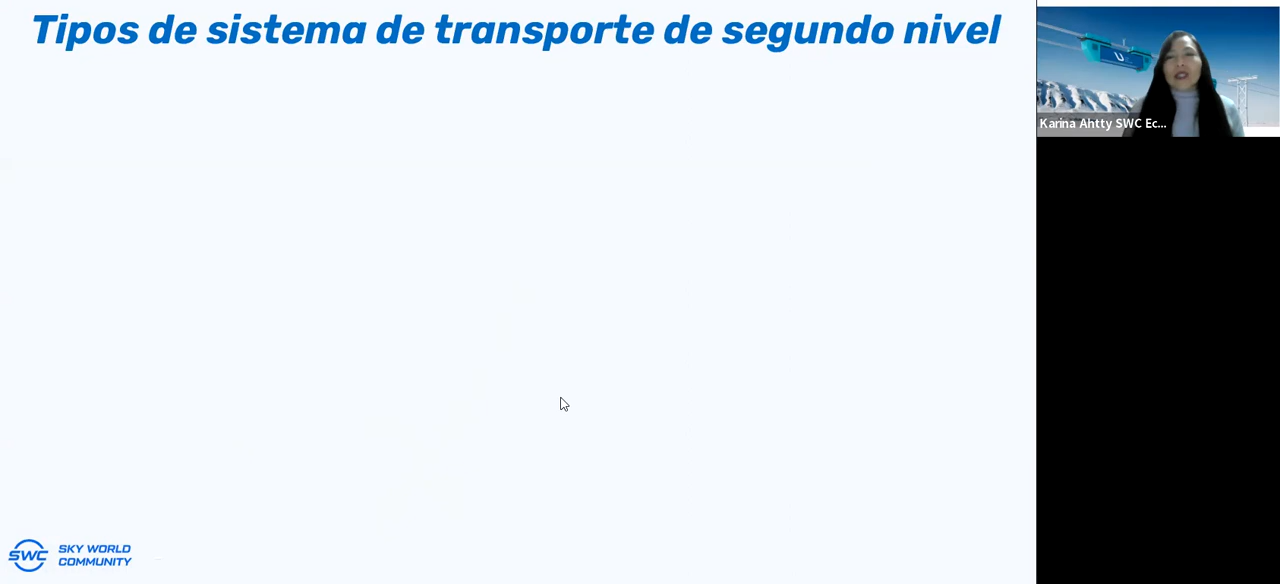 Tipos de sistema de transporte de segundo nivel
Karina Ahtty SWC Ec...
SWC SKY WORLD
COMMUNITY